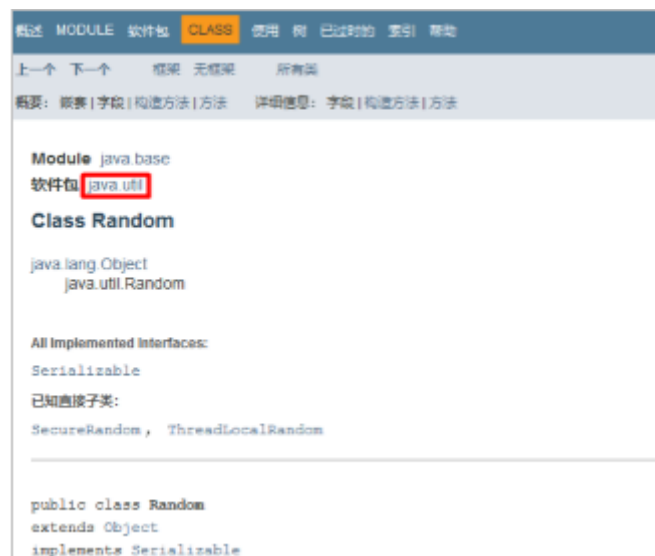 概述 MODULE 软件包 CLASS 使用 树 已过时的 索引 帮助
上一个 下一个 框架 无框架 所有类
概要: 嵌套 | 字段 | 构造方法 | 方法 详细信息: 字段 | 构造方法 | 方法
Module java.base
软件包 java.util
Class Random
java.lang.Object
java.util.Random
All Implemented Interfaces:
Serializable
已知直接子类:
SecureRandom, ThreadLocalRandom
public class Random
extends Object
implements Serializable